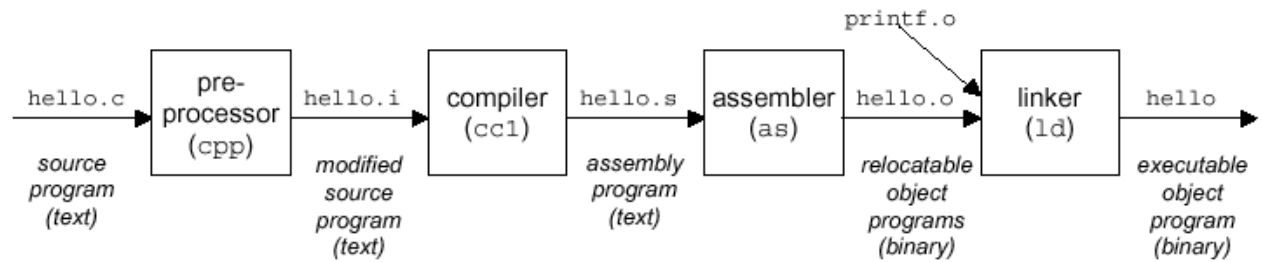 printf.o
hello.c
pre-
processor
(cpp)
hello.i
compiler
(cc1)
hello.s
assembler
(as)
hello.o
linker
(ld)
hello
source
program
(text)
modified
source
program
(text)
assembly
program
(text)
relocatable
object
programs
(binary)
executable
object
program
(binary)